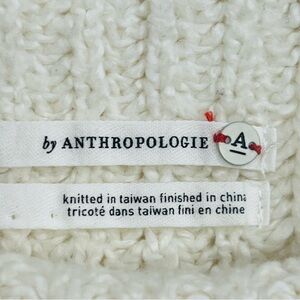 by ANTHROPOLOGIE A
knitted in taiwan finished in china
tricoté dans taiwan fini en chine